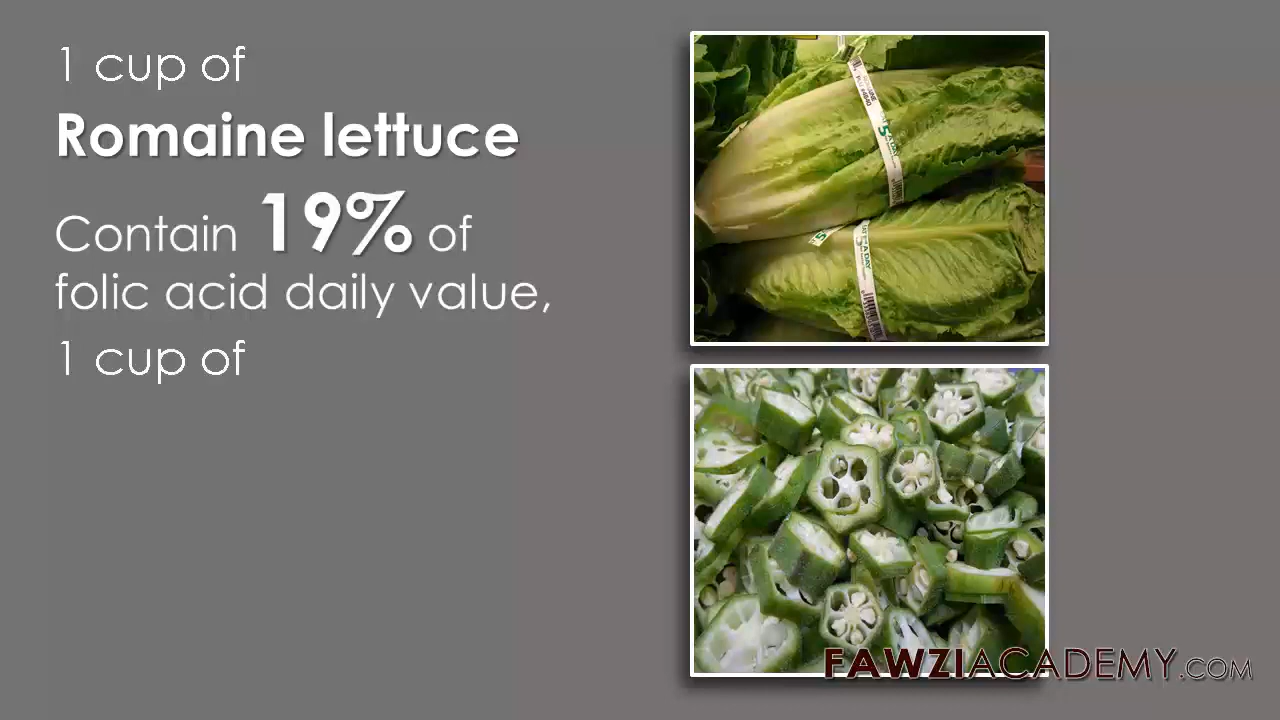 1 cup of
Romaine lettuce
Contain 19% of
folic acid daily value,
1 cup of
FAWZIACADEMY.COM